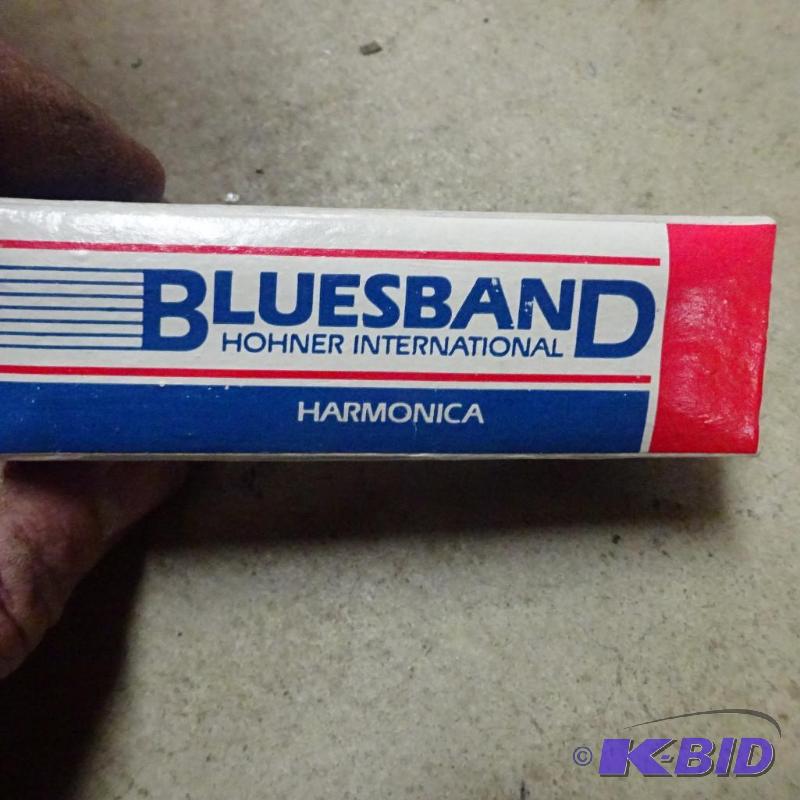 BLUESBAND
HOHNER INTERNATIONAL
HARMONICA
© K-BID